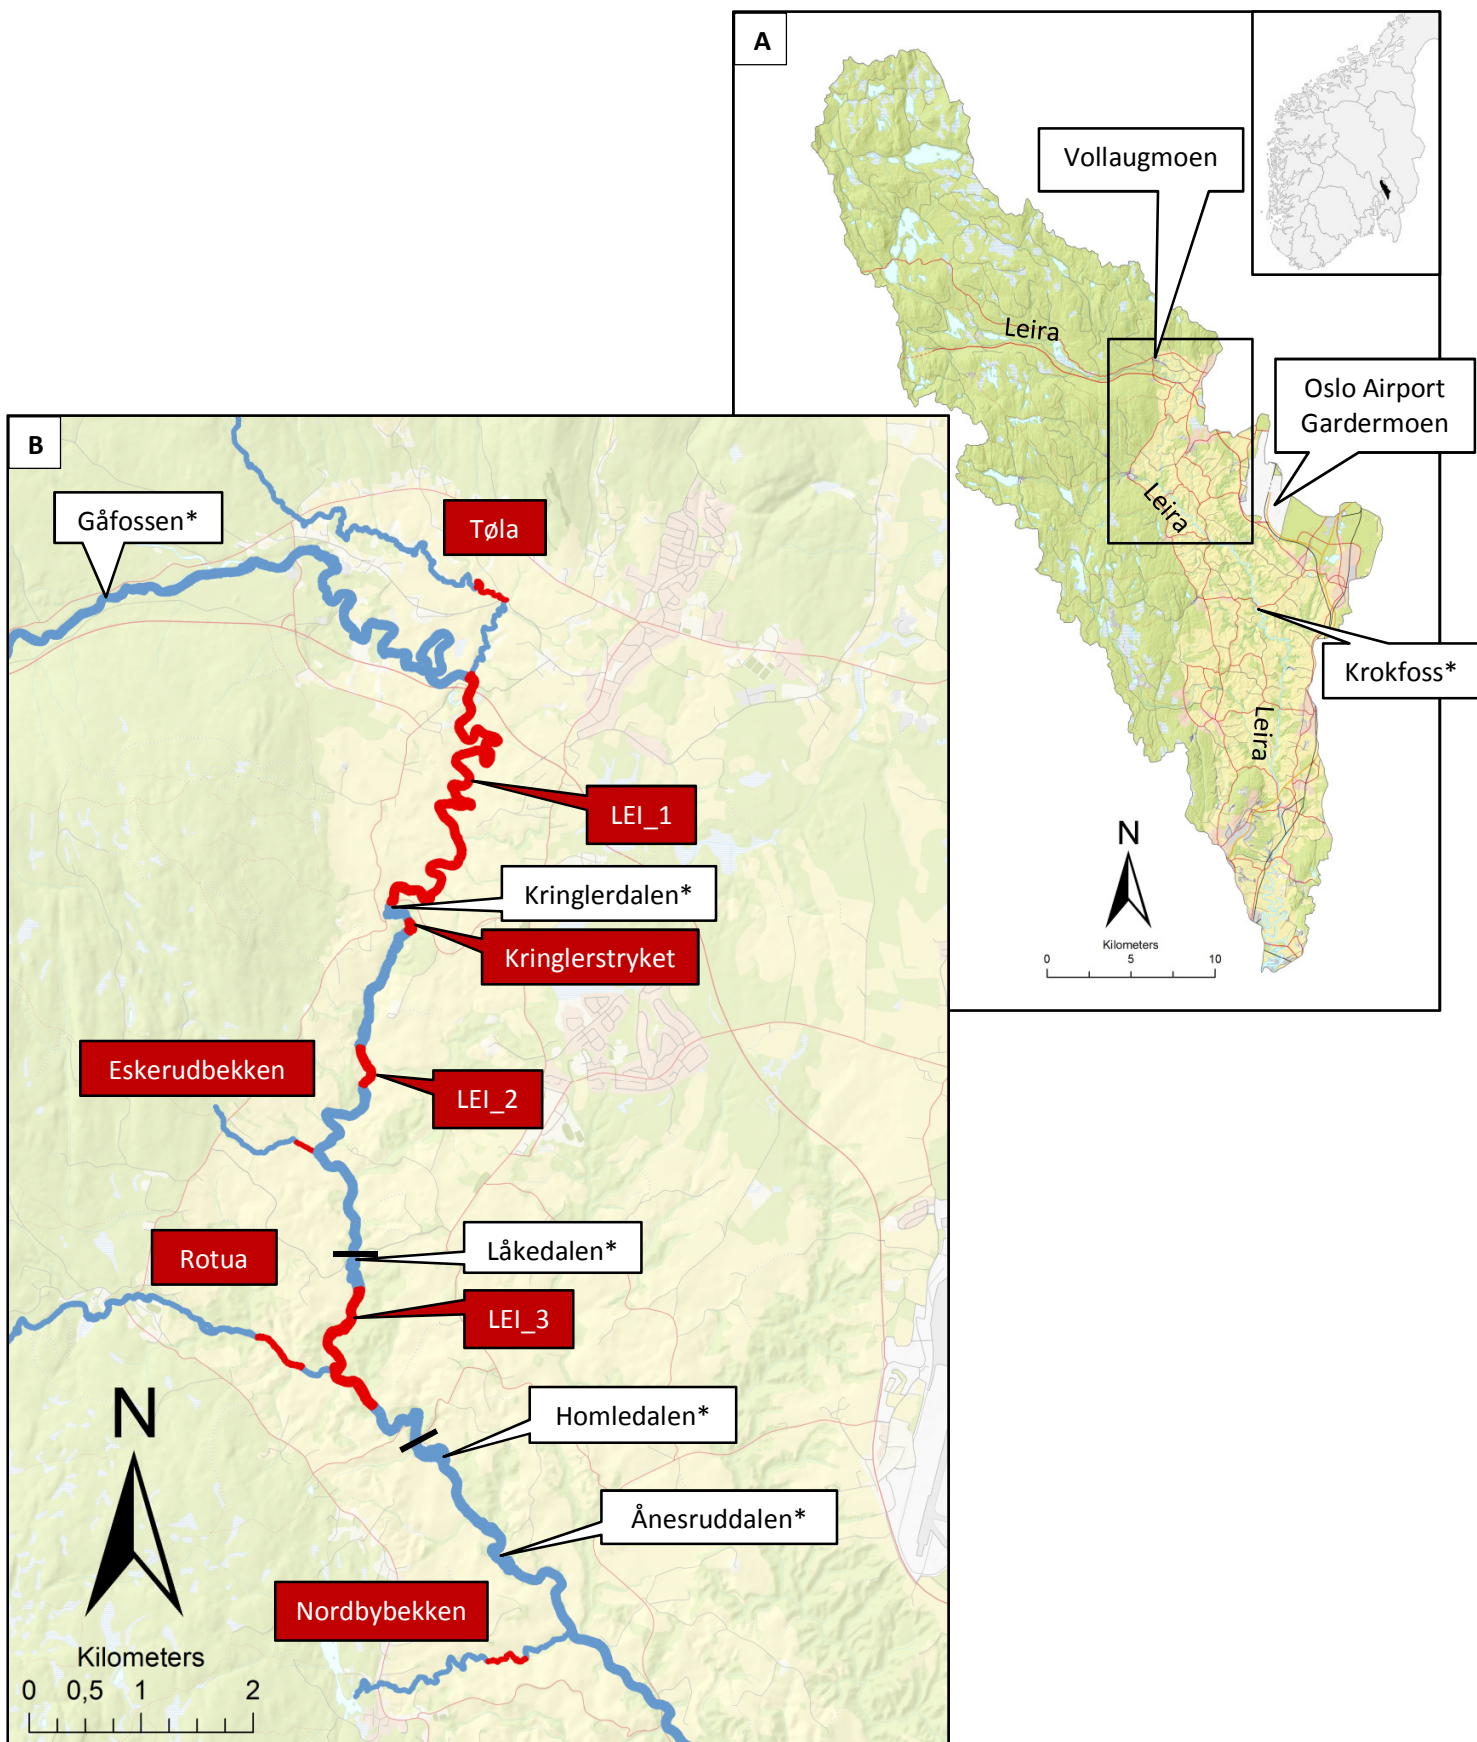 A
Vollaugmoen
Leira
Oslo Airport
Gardermoen
Leira
Krokfoss*
Leira
N
Kilometers
0 5 10
B
Gåfossen*
Tøla
LEI_1
Kringlerdalen*
Kringlerstryket
Eskerudbekken
LEI_2
Låkedalen*
Rotua
LEI_3
Homledalen*
N
Ånesruddalen*
Nordbybekken
Kilometers
0 0,5 1 2